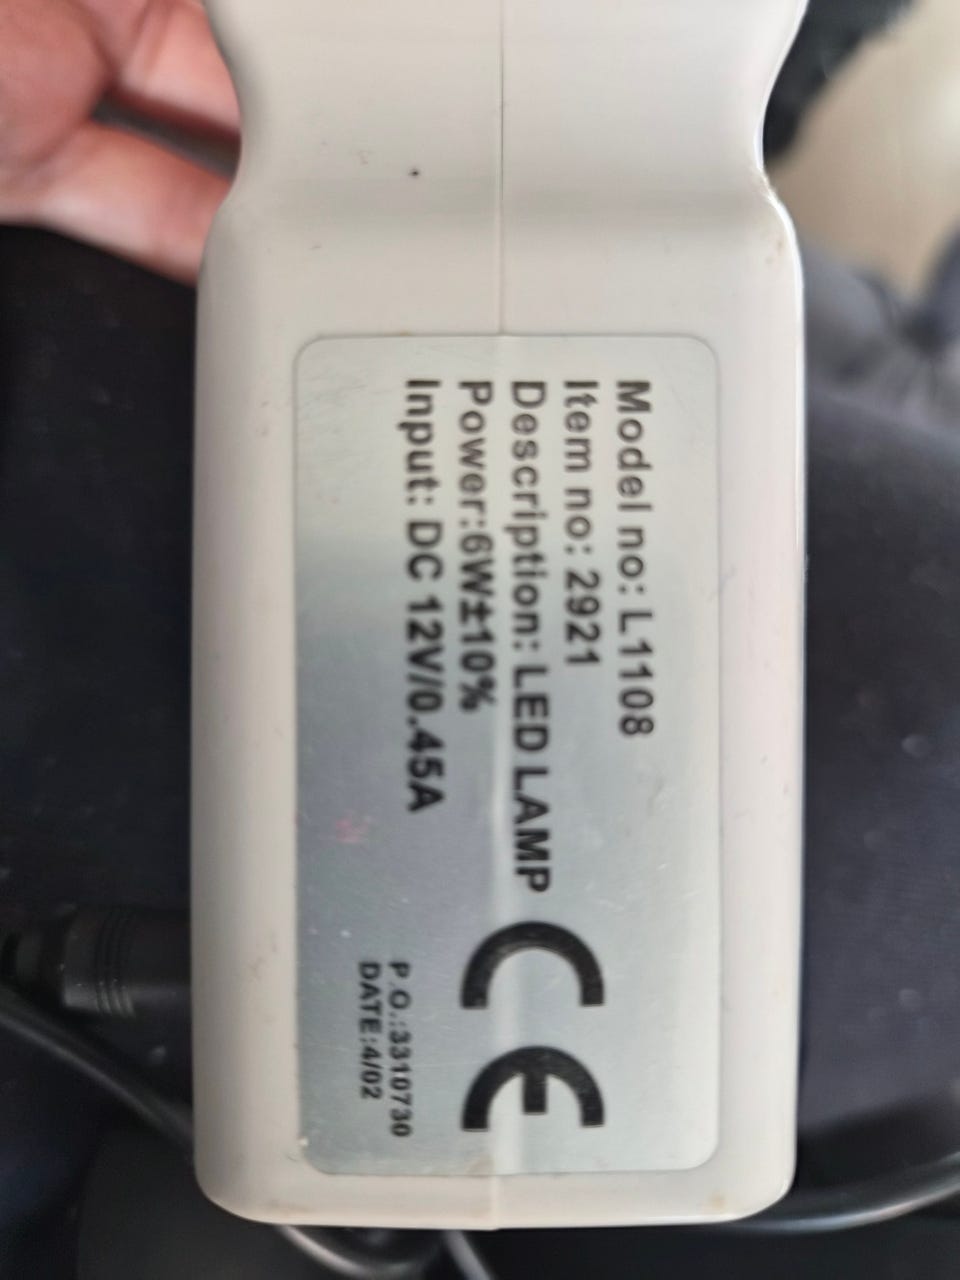 Model no: L1108
Item no: 2921
Description: LED LAMP
Power:6W±10%
Input: DC 12V/0.45A
CE
P.O.:3310730
DATE:4/02